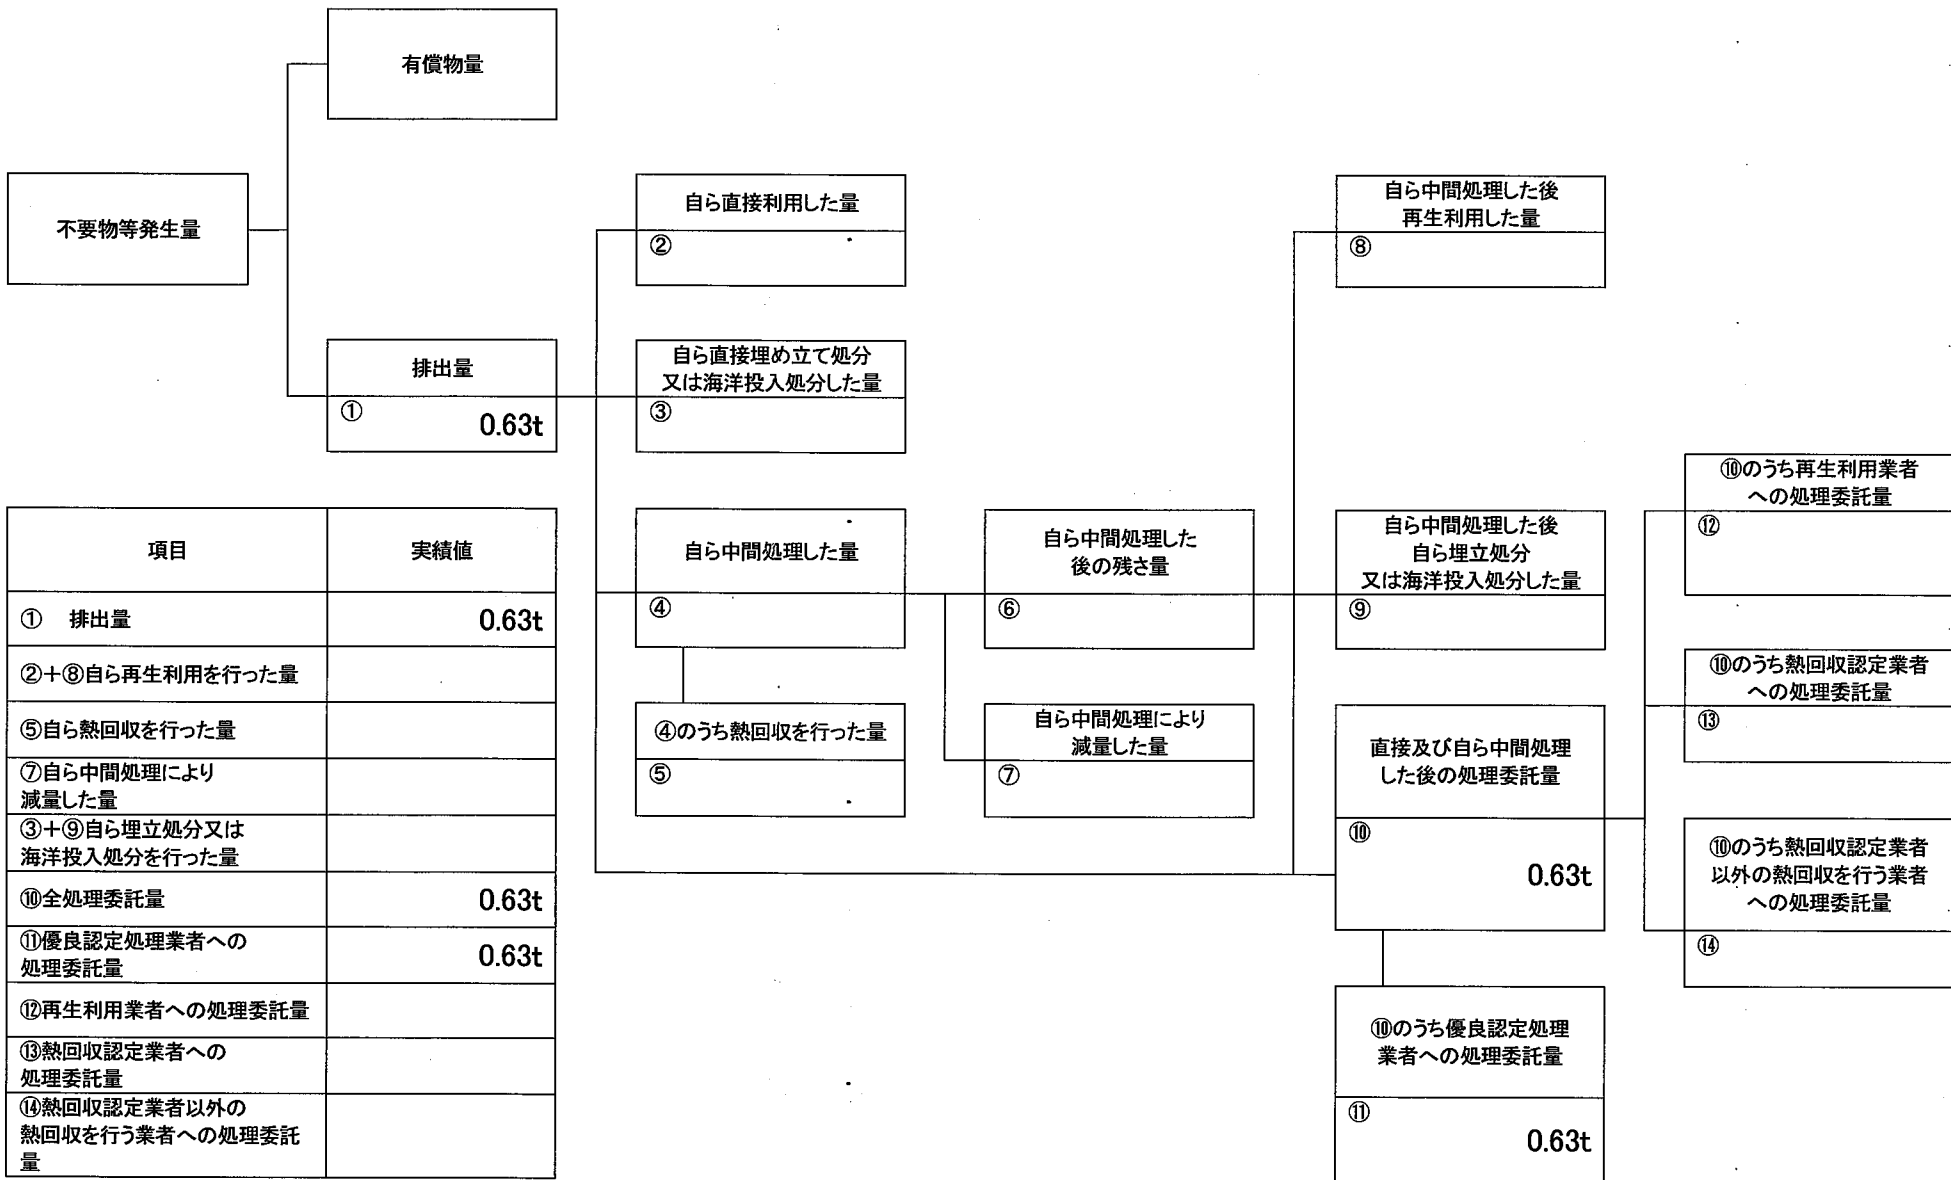 有償物量
不要物等発生量
排出量
①
0.63t
自ら直接利用した量
②
自ら直接埋め立て処分
又は海洋投入処分した量
③
自ら中間処理した量
④
④のうち熱回収を行った量
⑤
自ら中間処理した
後の残さ量
⑥
自ら中間処理により
減量した量
⑦
自ら中間処理した後
再生利用した量
⑧
自ら中間処理した後
自ら埋立処分
又は海洋投入処分した量
⑨
直接及び自ら中間処理
した後の処理委託量
⑩
0.63t
⑩のうち優良認定処理
業者への処理委託量
⑪
0.63t
⑩のうち再生利用業者
への処理委託量
⑫
⑩のうち熱回収認定業者
への処理委託量
⑬
⑩のうち熱回収認定業者
以外の熱回収を行う業者
への処理委託量
⑭
項目 実績値
① 排出量 0.63t
②+⑧自ら再生利用を行った量
⑤自ら熱回収を行った量
⑦自ら中間処理により
減量した量
③+⑨自ら埋立処分又は
海洋投入処分を行った量
⑩全処理委託量 0.63t
⑪優良認定処理業者への
処理委託量 0.63t
⑫再生利用業者への処理委託量
⑬熱回収認定業者への
処理委託量
⑭熱回収認定業者以外の
熱回収を行う業者への処理委託
量